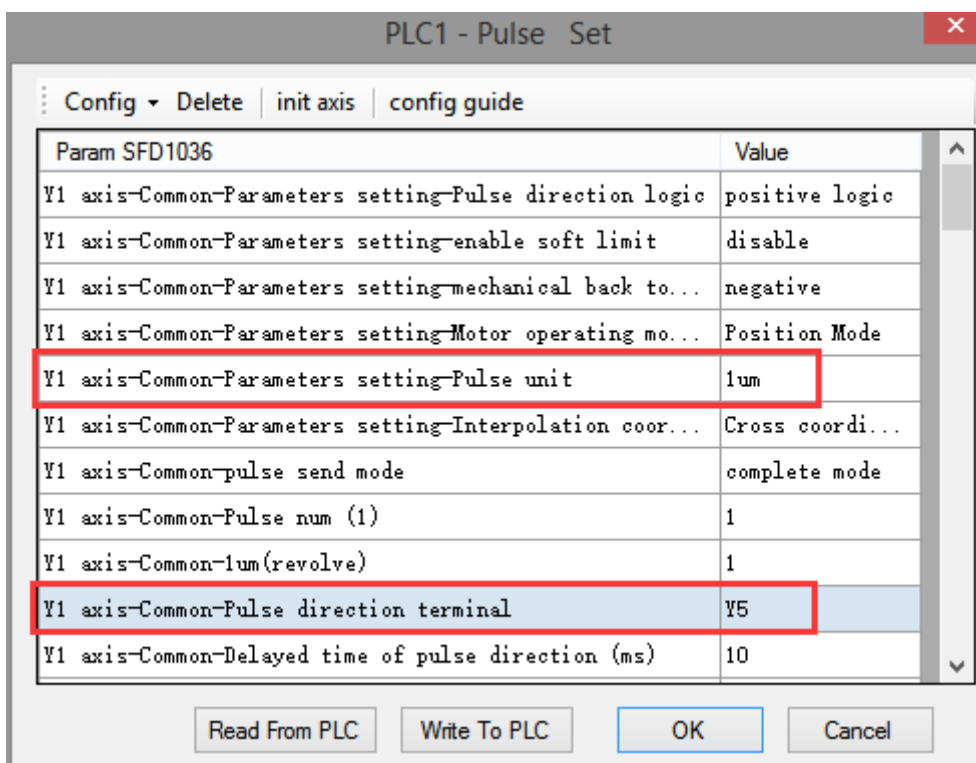 PLC1 - Pulse Set
Config Delete init axis config guide
Param SFD1036 Value
Y1 axis-Common-Parameters setting-Pulse direction logic positive logic
Y1 axis-Common-Parameters setting-enable soft limit disable
Y1 axis-Common-Parameters setting-mechanical back to... negative
Y1 axis-Common-Parameters setting-Motor operating mo... Position Mode
Y1 axis-Common-Parameters setting-Pulse unit 1um
Y1 axis-Common-Parameters setting-Interpolation coor... Cross coordi...
Y1 axis-Common-pulse send mode complete mode
Y1 axis-Common-Pulse num (1) 1
Y1 axis-Common-1um(revolve) 1
Y1 axis-Common-Pulse direction terminal Y5
Y1 axis-Common-Delayed time of pulse direction (ms) 10
Read From PLC Write To PLC OK Cancel